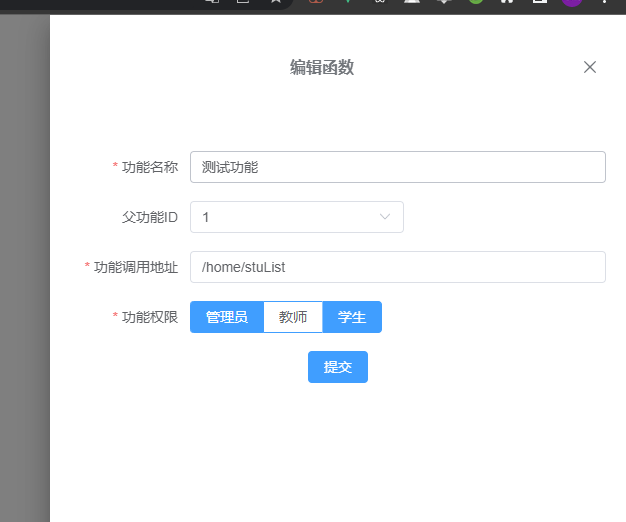 编辑函数
* 功能名称 测试功能
父功能ID 1
* 功能调用地址 /home/stuList
* 功能权限 管理员 教师 学生
提交